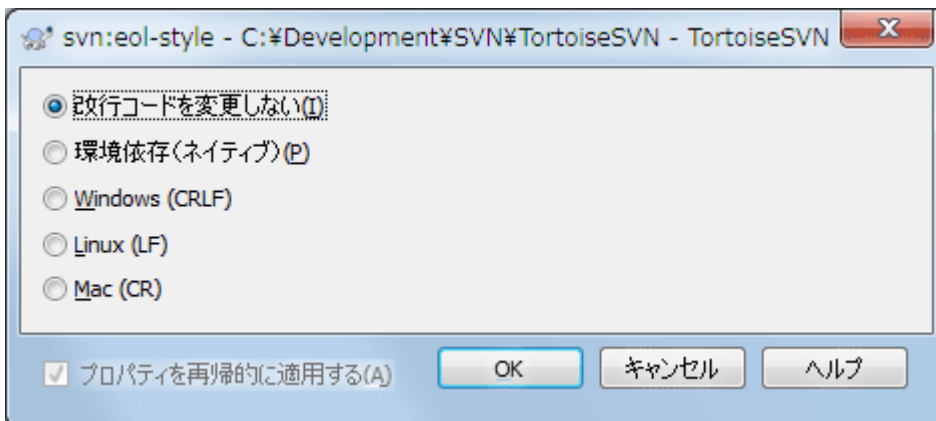 svn:eol-style - C:¥Development¥SVN¥TortoiseSVN - TortoiseSVN
改行コードを変更しない(I)
環境依存(ネイティブ)(P)
Windows (CRLF)
Linux (LF)
Mac (CR)
プロパティを再帰的に適用する(A) OK キャンセル ヘルプ